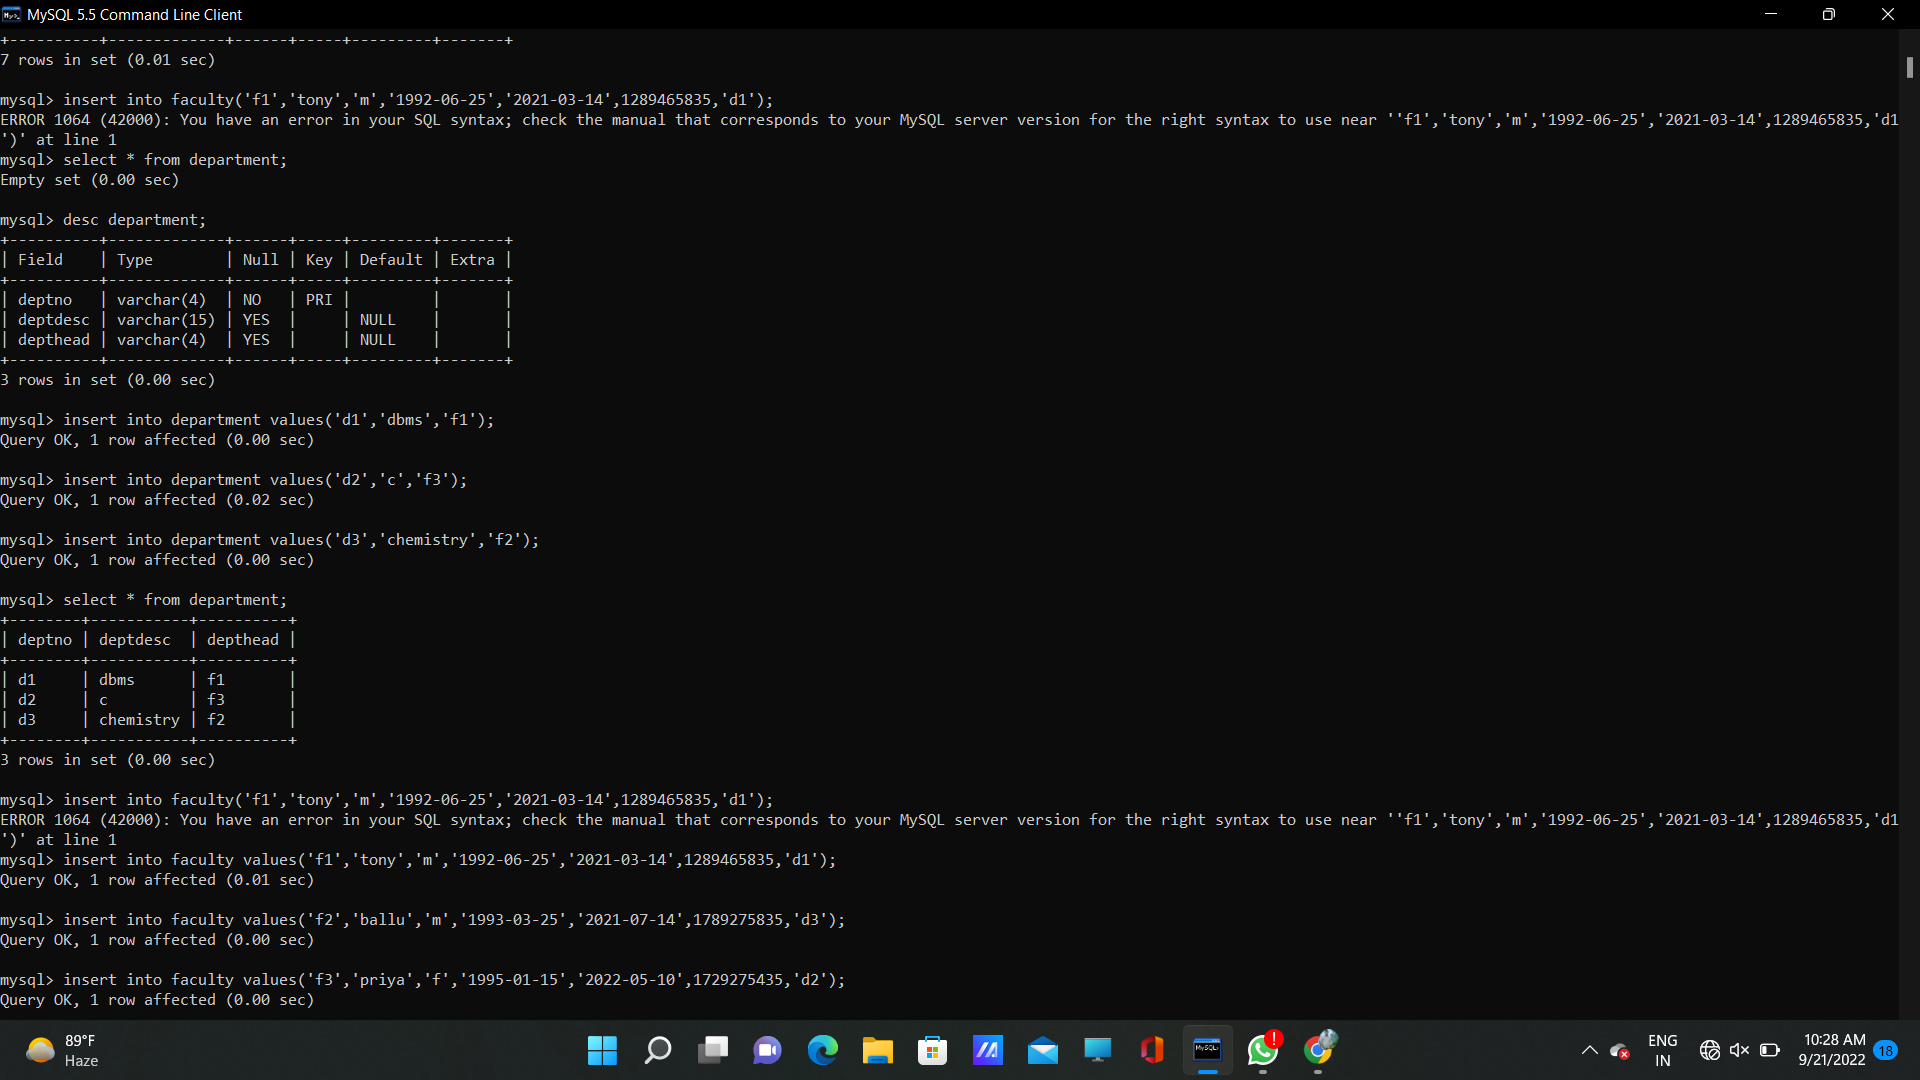 MySQL 5.5 Command Line Client
+----------+-------------+------+-----+---------+-------+
7 rows in set (0.01 sec)
mysql> insert into faculty('f1','tony','m','1992-06-25','2021-03-14',1289465835,'d1');
ERROR 1064 (42000): You have an error in your SQL syntax; check the manual that corresponds to your MySQL server version for the right syntax to use near ''f1','tony','m','1992-06-25','2021-03-14',1289465835,'d1
')' at line 1
mysql> select * from department;
Empty set (0.00 sec)
mysql> desc department;
+----------+-------------+------+-----+---------+-------+
| Field    | Type        | Null | Key | Default | Extra |
+----------+-------------+------+-----+---------+-------+
| deptno   | varchar(4)  | NO   | PRI |         |       |
| deptdesc | varchar(15) | YES  |     | NULL    |       |
| depthead | varchar(4)  | YES  |     | NULL    |       |
+----------+-------------+------+-----+---------+-------+
3 rows in set (0.00 sec)
mysql> insert into department values('d1','dbms','f1');
Query OK, 1 row affected (0.00 sec)
mysql> insert into department values('d2','c','f3');
Query OK, 1 row affected (0.02 sec)
mysql> insert into department values('d3','chemistry','f2');
Query OK, 1 row affected (0.00 sec)
mysql> select * from department;
+--------+-----------+----------+
| deptno | deptdesc  | depthead |
+--------+-----------+----------+
| d1     | dbms      | f1       |
| d2     | c         | f3       |
| d3     | chemistry | f2       |
+--------+-----------+----------+
3 rows in set (0.00 sec)
mysql> insert into faculty('f1','tony','m','1992-06-25','2021-03-14',1289465835,'d1');
ERROR 1064 (42000): You have an error in your SQL syntax; check the manual that corresponds to your MySQL server version for the right syntax to use near ''f1','tony','m','1992-06-25','2021-03-14',1289465835,'d1
')' at line 1
mysql> insert into faculty values('f1','tony','m','1992-06-25','2021-03-14',1289465835,'d1');
Query OK, 1 row affected (0.01 sec)
mysql> insert into faculty values('f2','ballu','m','1993-03-25','2021-07-14',1789275835,'d3');
Query OK, 1 row affected (0.00 sec)
mysql> insert into faculty values('f3','priya','f','1995-01-15','2022-05-10',1729275435,'d2');
Query OK, 1 row affected (0.00 sec)
89°F
Haze
ENG
IN
10:28 AM
9/21/2022
18